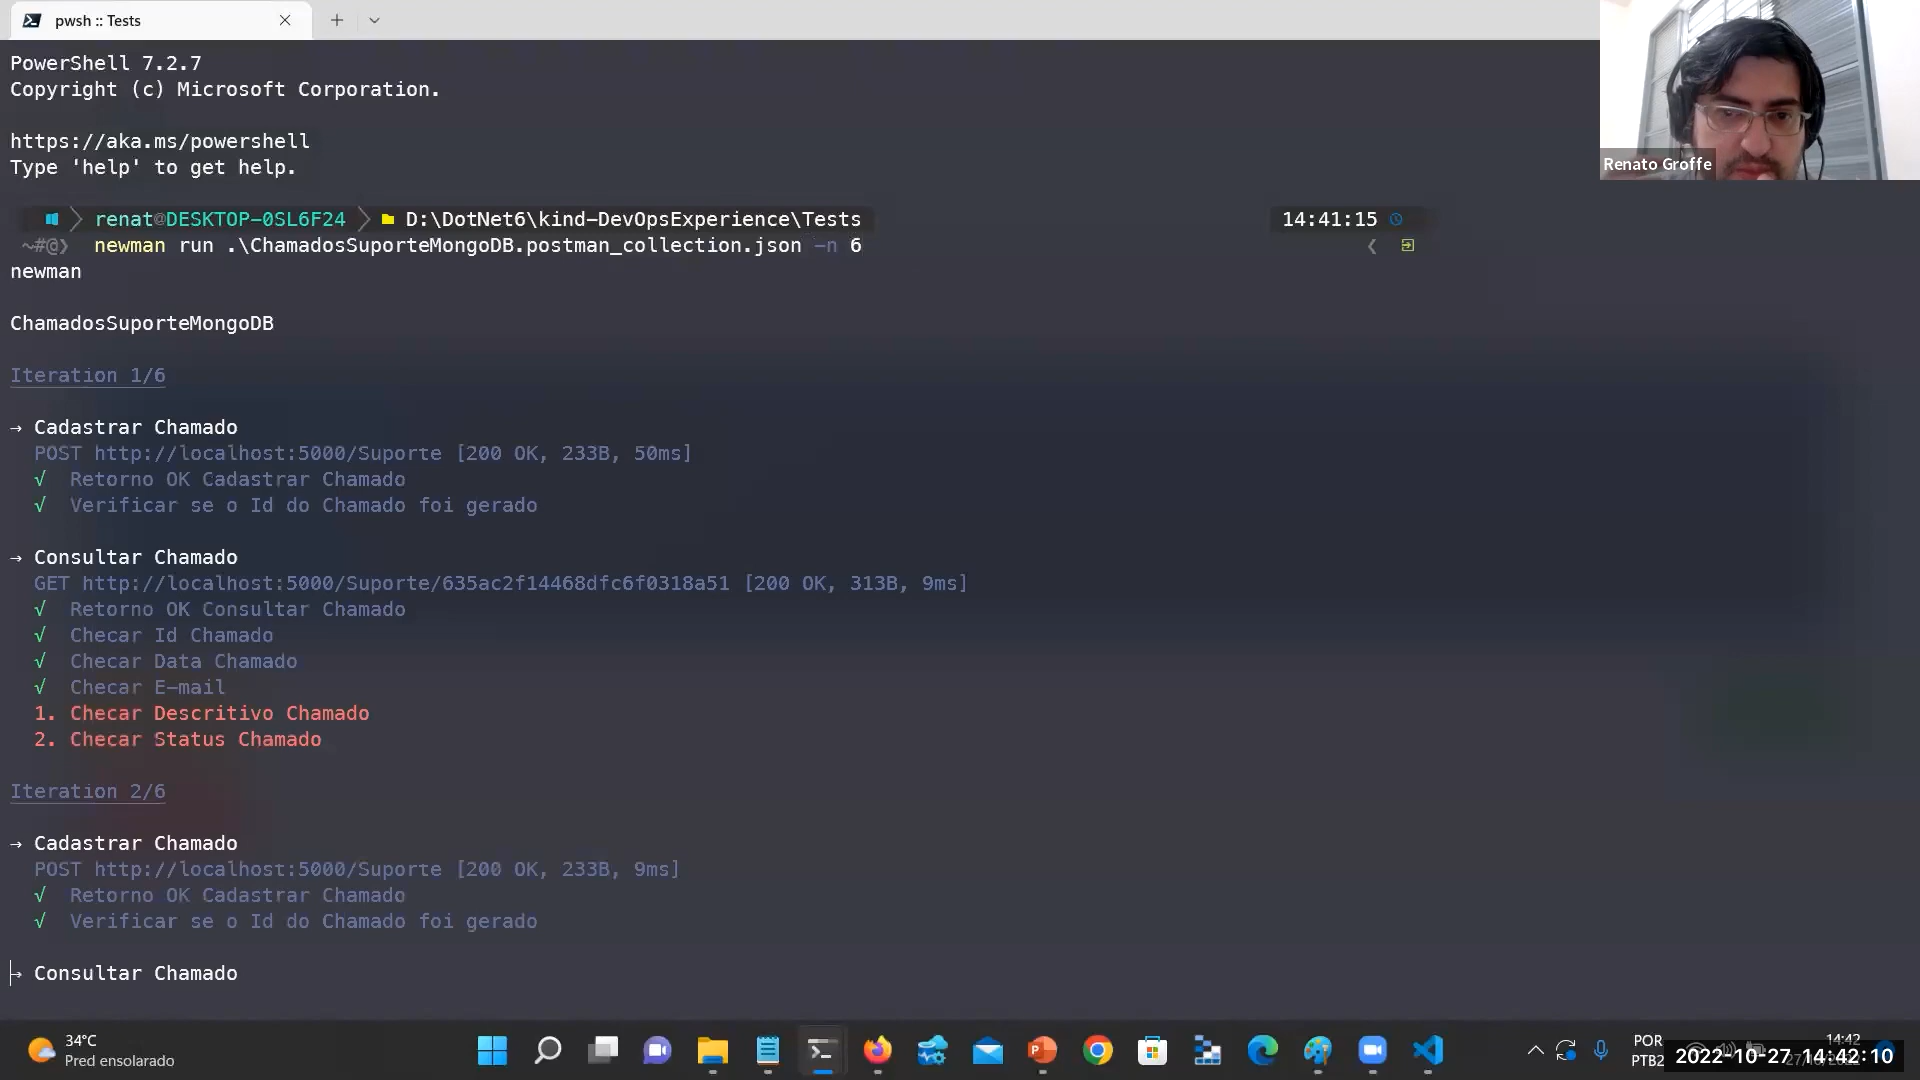 pwsh :: Tests
PowerShell 7.2.7
Copyright (c) Microsoft Corporation.
https://aka.ms/powershell
Type 'help' to get help.
renat@DESKTOP-0SL6F24 D:\DotNet6\kind-DevOpsExperience\Tests 14:41:15
~#@❯ newman run .\ChamadosSuporteMongoDB.postman_collection.json -n 6
newman
ChamadosSuporteMongoDB
Iteration 1/6
→ Cadastrar Chamado
POST http://localhost:5000/Suporte [200 OK, 233B, 50ms]
√ Retorno OK Cadastrar Chamado
√ Verificar se o Id do Chamado foi gerado
→ Consultar Chamado
GET http://localhost:5000/Suporte/635ac2f14468dfc6f0318a51 [200 OK, 313B, 9ms]
√ Retorno OK Consultar Chamado
√ Checar Id Chamado
√ Checar Data Chamado
√ Checar E-mail
1. Checar Descritivo Chamado
2. Checar Status Chamado
Iteration 2/6
→ Cadastrar Chamado
POST http://localhost:5000/Suporte [200 OK, 233B, 9ms]
√ Retorno OK Cadastrar Chamado
√ Verificar se o Id do Chamado foi gerado
→ Consultar Chamado
Renato Groffe
34°C
Pred ensolarado
POR
PTB2
14:42
2022-10-27 14:42:10